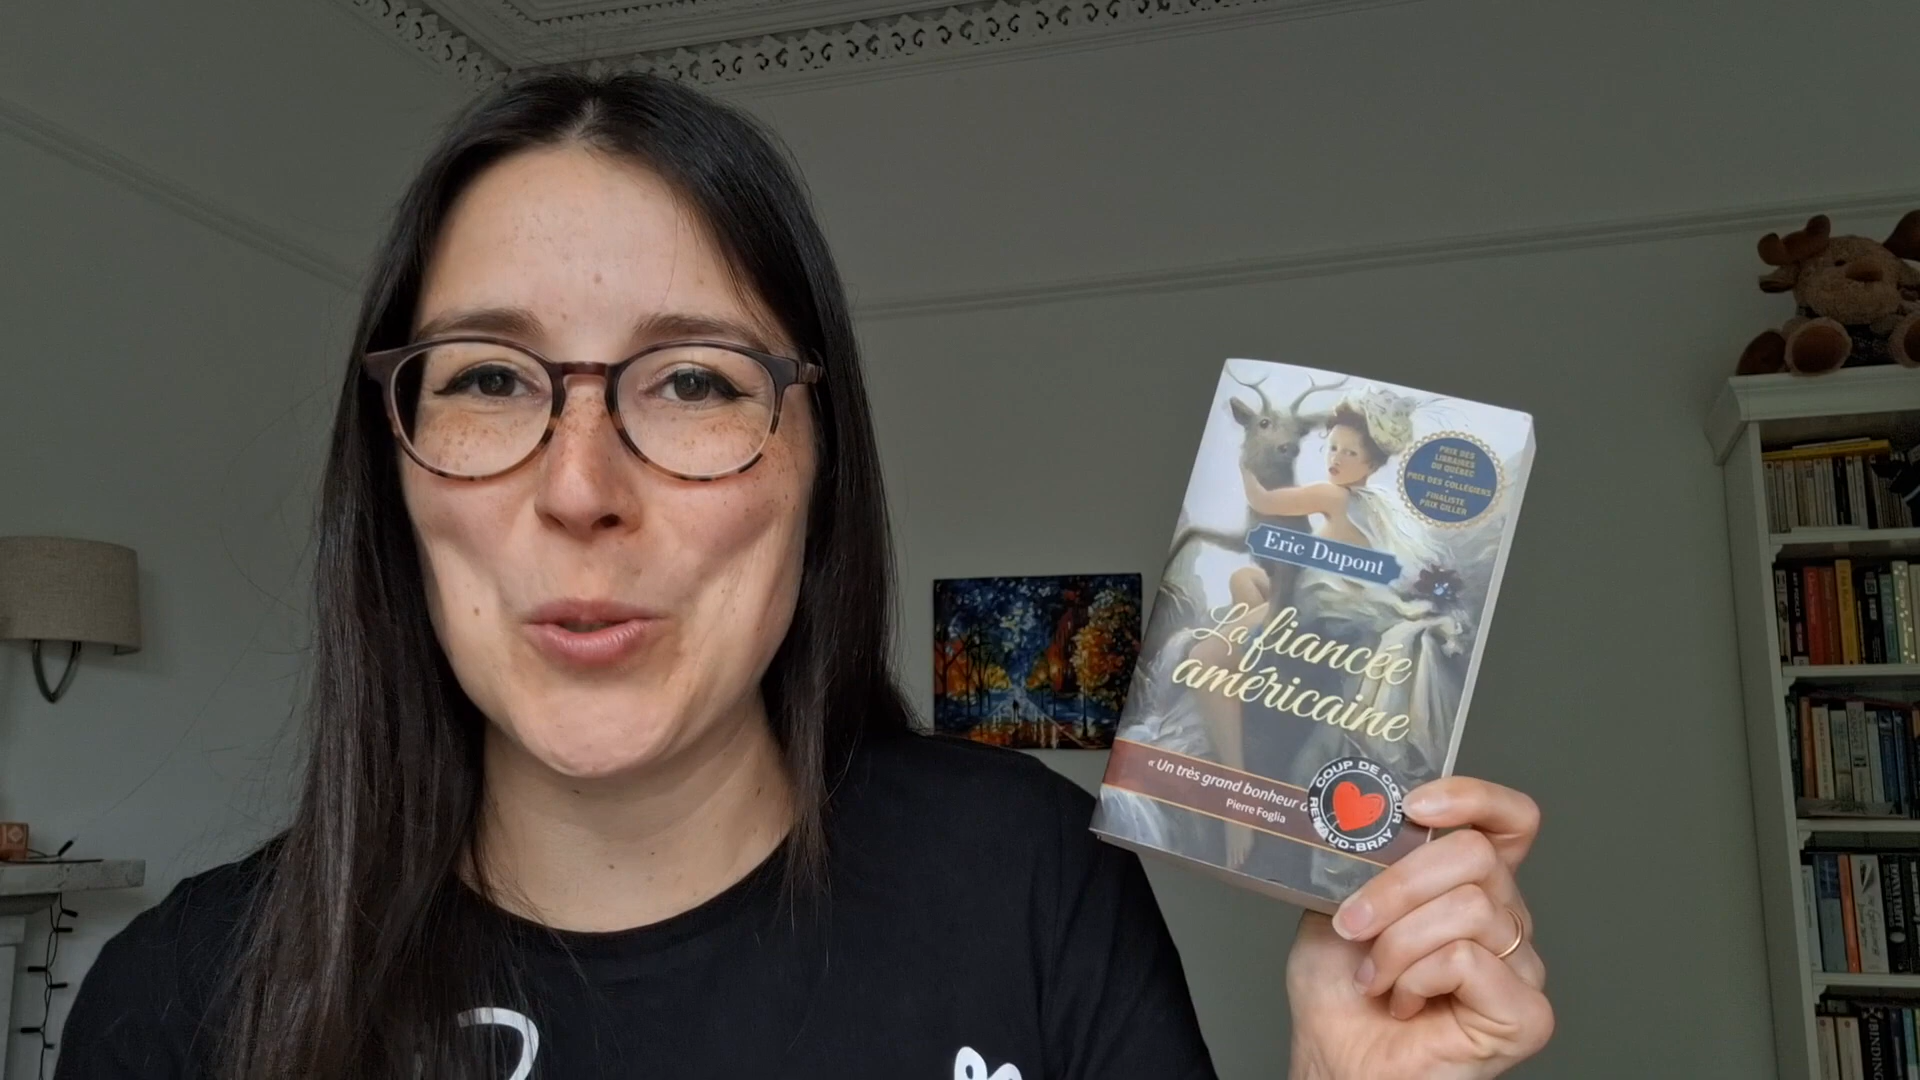 PRIX DES
LIBRAIRES
DU QUÉBEC
PRIX DES COLLÉGIENS
FINALISTE
PRIX GILLER
Eric Dupont
La fiancée
américaine
« Un très grand bonheur
Pierre Foglia
COUP DE CŒUR
RENAUD-BRAY